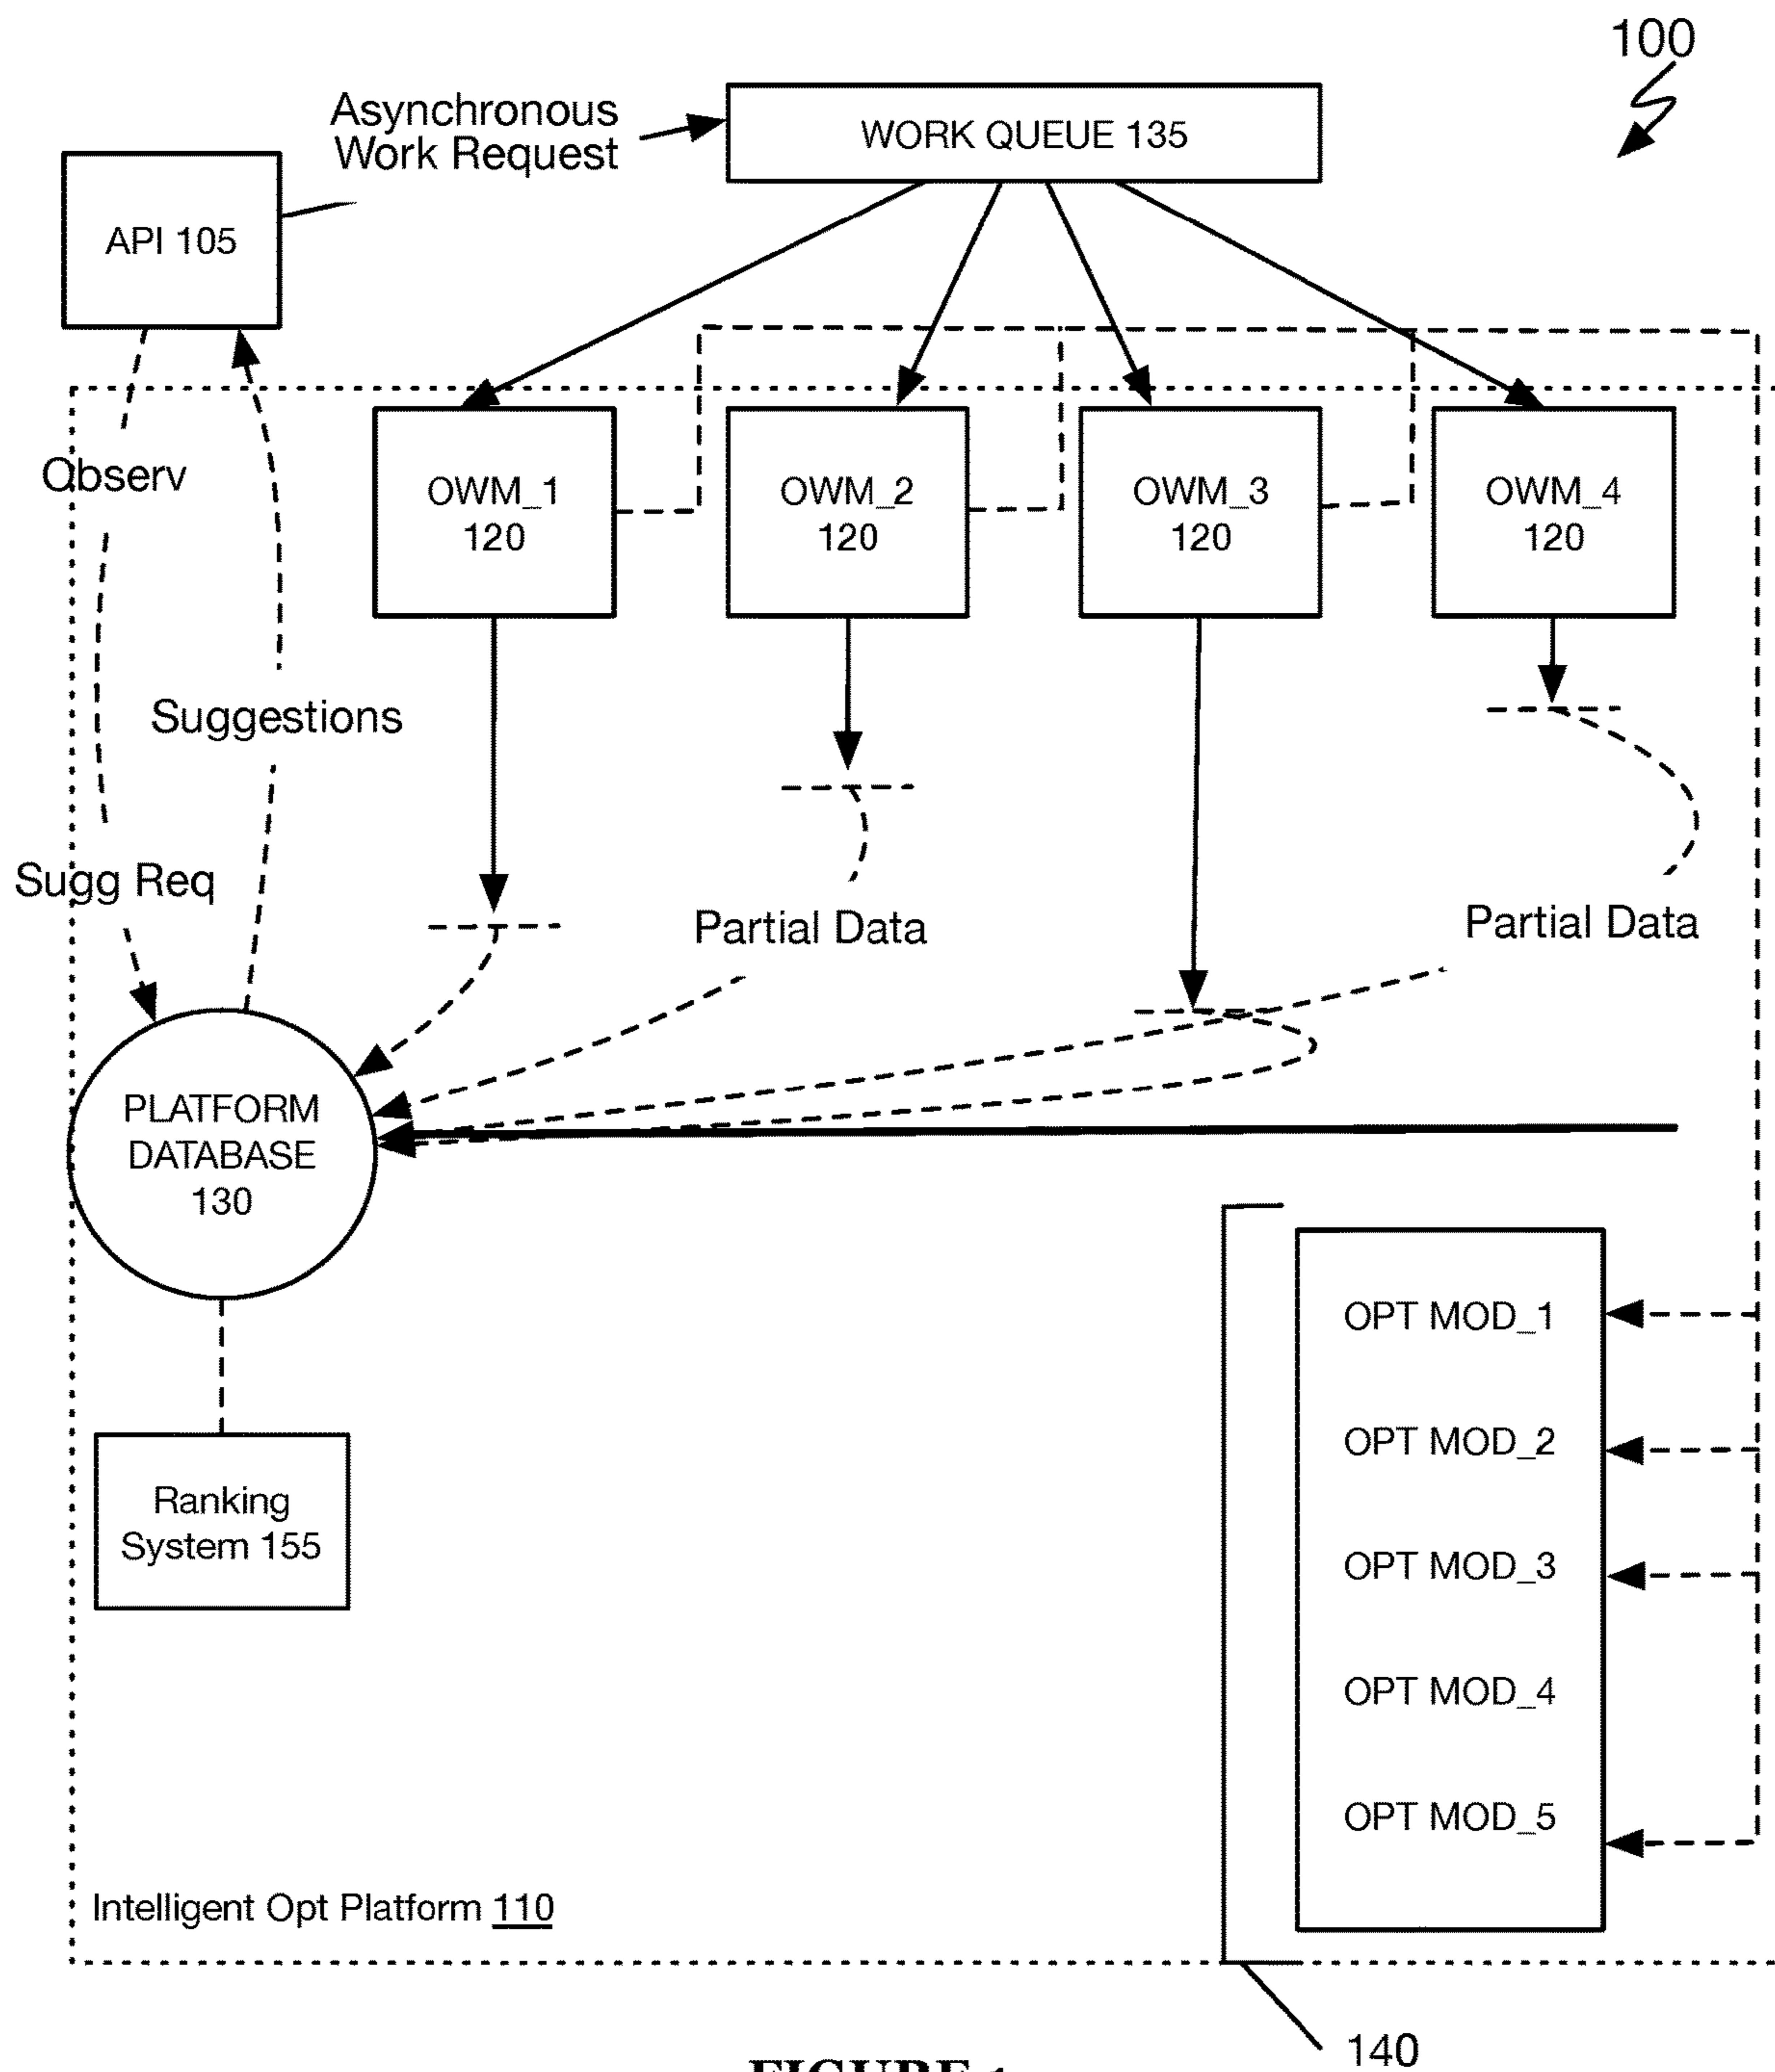 100
Asynchronous
Work Request
WORK QUEUE 135
API 105
Observ
OWM_1
120
OWM_2
120
OWM_3
120
OWM_4
120
Suggestions
Sugg Req
Partial Data
Partial Data
PLATFORM
DATABASE
130
OPT MOD_1
OPT MOD_2
OPT MOD_3
OPT MOD_4
OPT MOD_5
Ranking
System 155
Intelligent Opt Platform 110
140
FIGURE 1